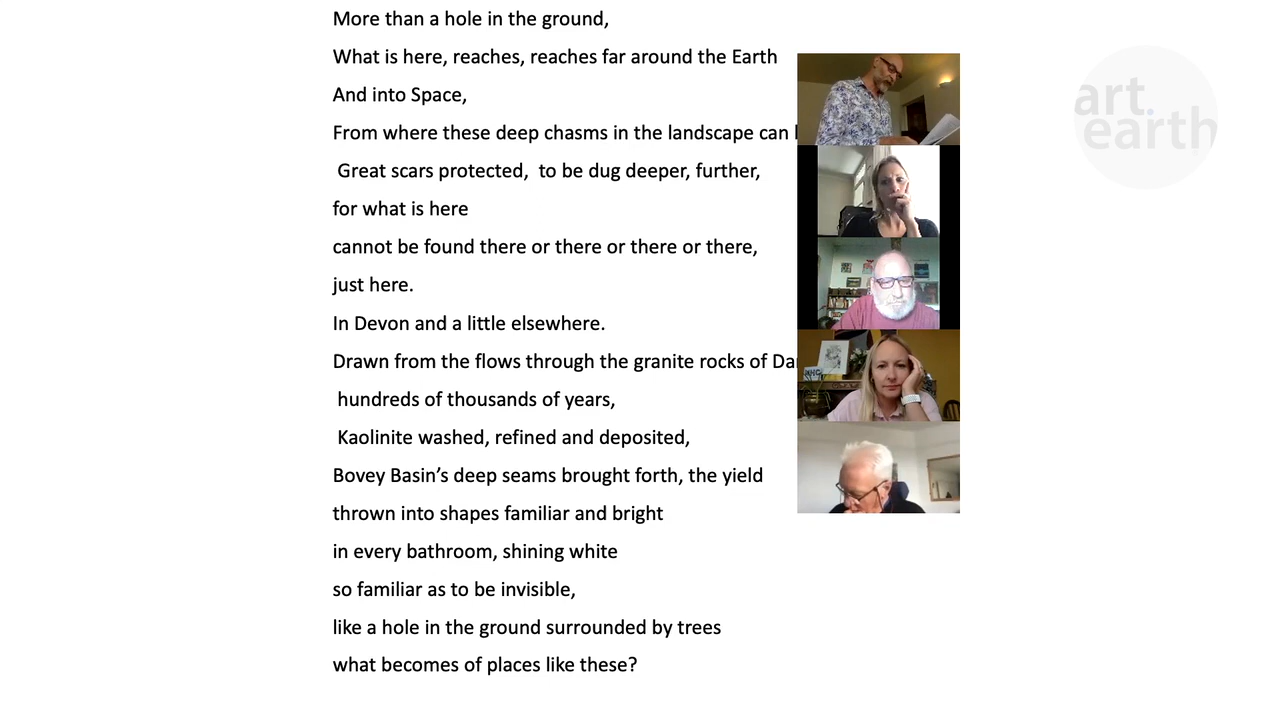 More than a hole in the ground,
What is here, reaches, reaches far around the Earth
And into Space,
From where these deep chasms in the landscape can
Great scars protected,  to be dug deeper, further,
for what is here
cannot be found there or there or there or there,
just here.
In Devon and a little elsewhere.
Drawn from the flows through the granite rocks of
hundreds of thousands of years,
Kaolinite washed, refined and deposited,
Bovey Basin’s deep seams brought forth, the yield
thrown into shapes familiar and bright
in every bathroom, shining white
so familiar as to be invisible,
like a hole in the ground surrounded by trees
what becomes of places like these?
art.
earth